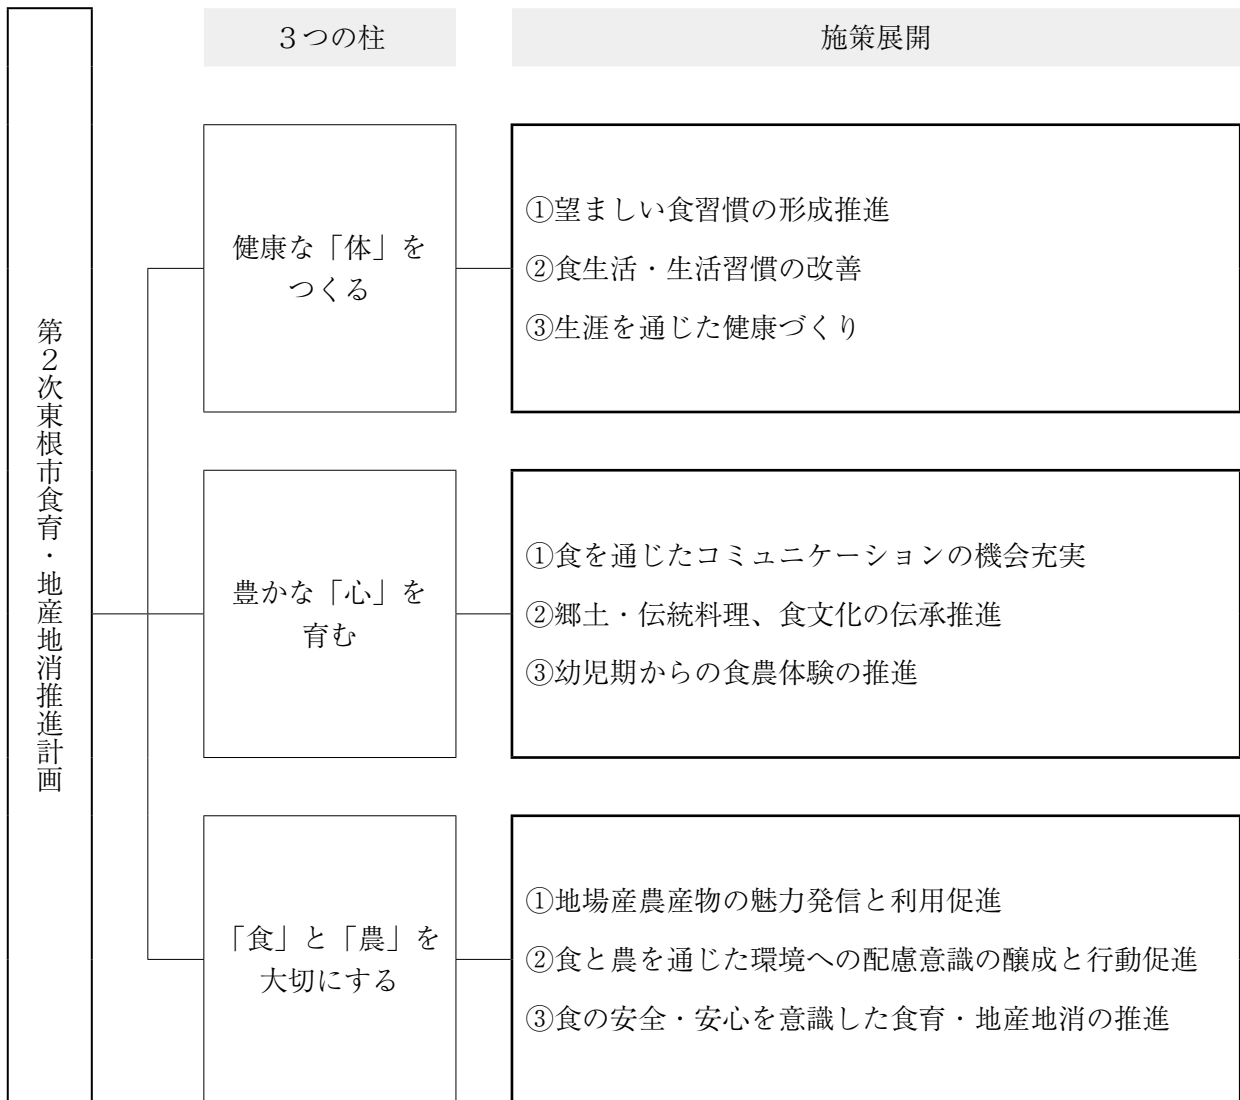 3つの柱
施策展開
第2次東根市食育・地産地消推進計画
健康な「体」を
つくる
①望ましい食習慣の形成推進
②食生活・生活習慣の改善
③生涯を通じた健康づくり
豊かな「心」を
育む
①食を通じたコミュニケーションの機会充実
②郷土・伝統料理、食文化の伝承推進
③幼児期からの食農体験の推進
「食」と「農」を
大切にする
①地場産農産物の魅力発信と利用促進
②食と農を通じた環境への配慮意識の醸成と行動促進
③食の安全・安心を意識した食育・地産地消の推進